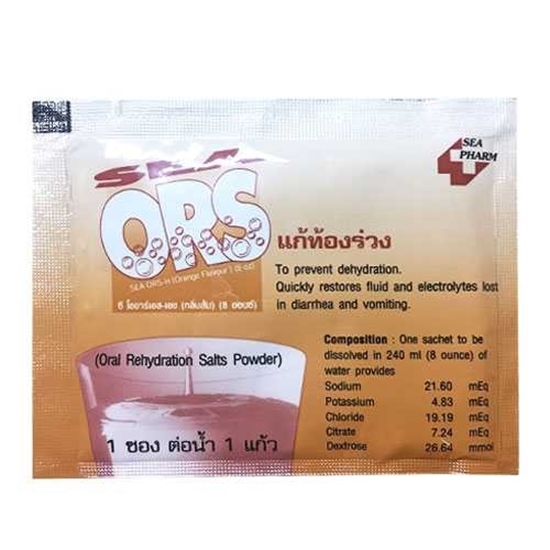 SEA
ORS
SEA ORS-H (Orange Flavour) (8 oz)
ซี โออาร์เอส-เอช (กลิ่นส้ม) (8 ออนซ์)
SEA
PHARM
แก้ท้องร่วง
To prevent dehydration.
Quickly restores fluid and electrolytes lost
in diarrhea and vomiting.
(Oral Rehydration Salts Powder)
1 ซอง ต่อน้ำ 1 แก้ว
Composition : One sachet to be
dissolved in 240 ml (8 ounce) of
water provides
Sodium 21.60 mEq
Potassium 4.83 mEq
Chloride 19.19 mEq
Citrate 7.24 mEq
Dextrose 26.64 mmol